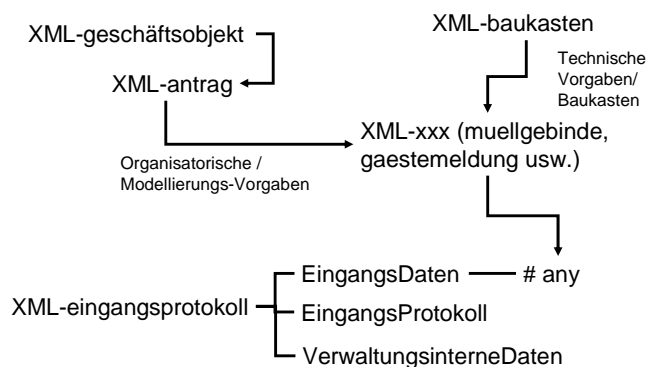 XML-geschäftsobjekt
XML-baukasten
Technische
Vorgaben/
Baukasten
XML-antrag
XML-xxx (muellgebinde,
gaestemeldung usw.)
Organisatorische /
Modellierungs-Vorgaben
EingangsDaten
# any
XML-eingangsprotokoll
EingangsProtokoll
VerwaltungsinterneDaten